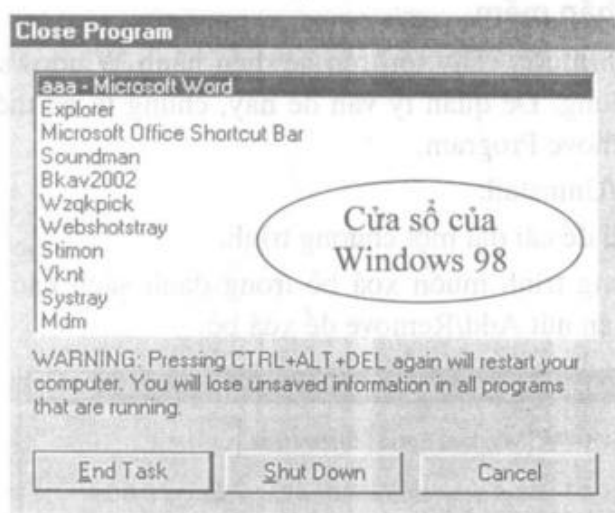 Close Program
aaa - Microsoft Word
Explorer
Microsoft Office Shortcut Bar
Soundman
Bkav2002
Wzqkpick
Webshotstray
Stimon
Vknt
Systray
Mdm
Cửa sổ của
Windows 98
WARNING: Pressing CTRL+ALT+DEL again will restart your
computer. You will lose unsaved information in all programs
that are running.
End Task
Shut Down
Cancel